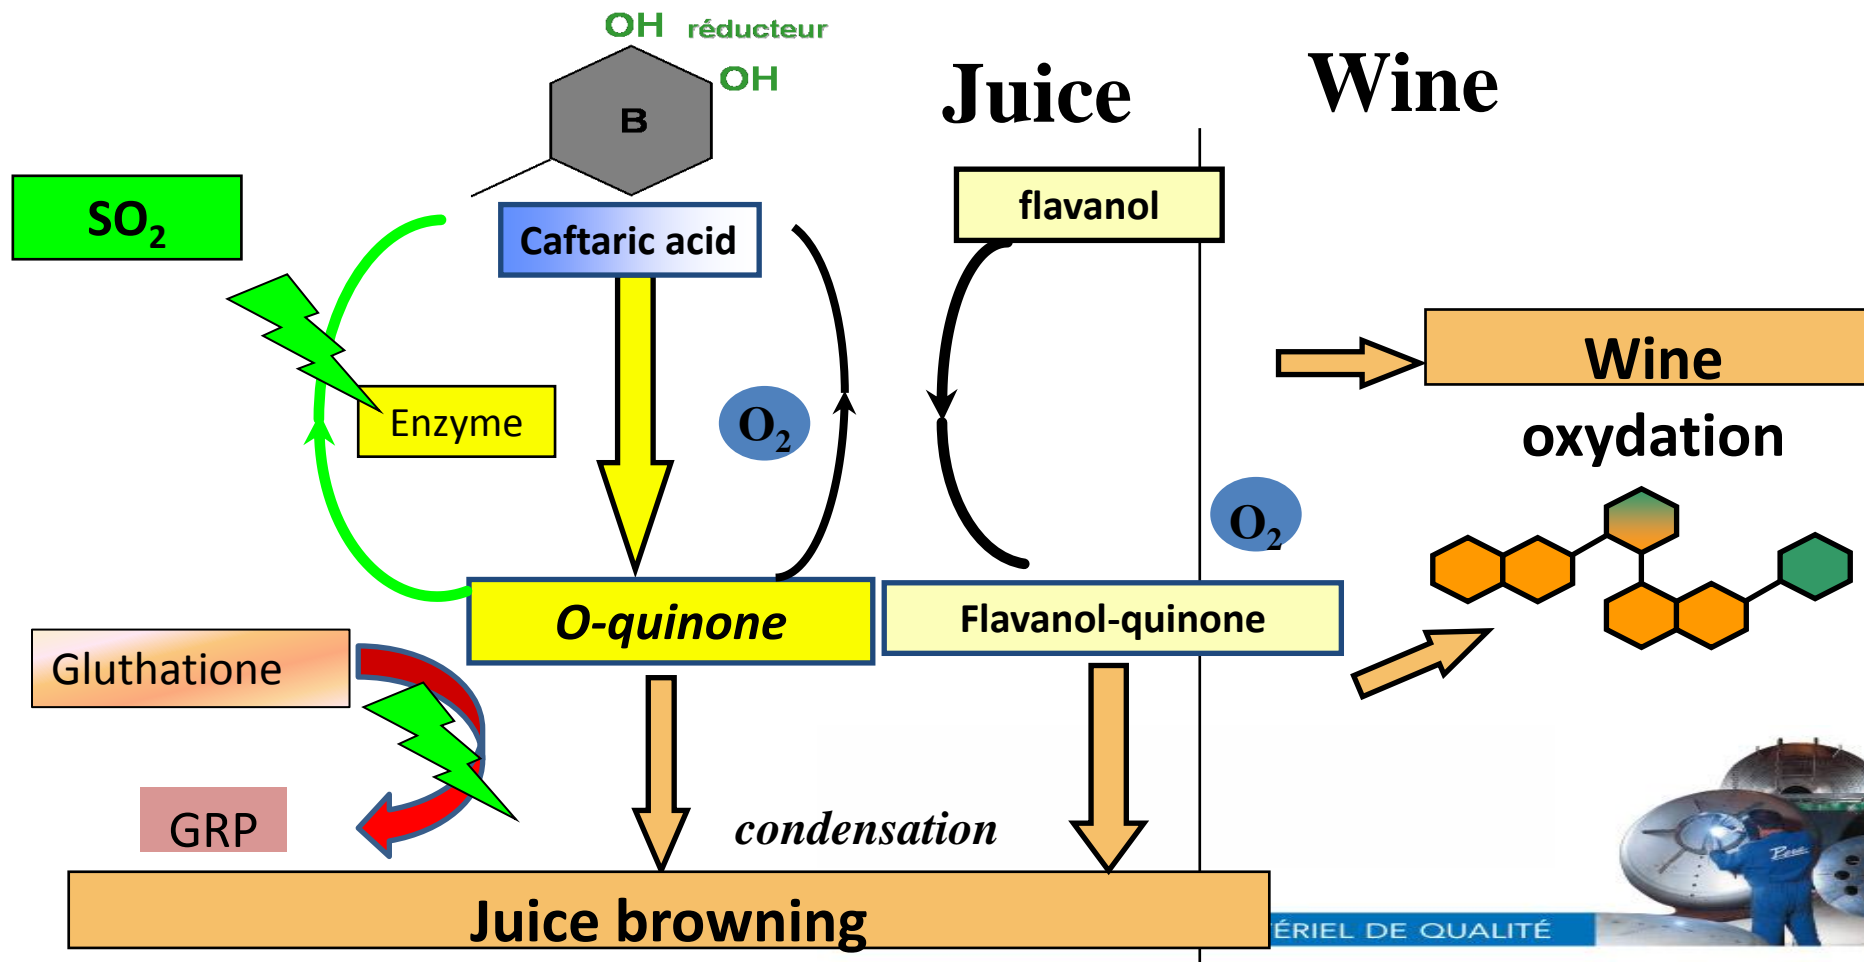 OH réducteur
OH
B
Juice
Wine
SO₂
Caftaric acid
flavanol
Enzyme
O₂
Wine
oxydation
O₂
O-quinone
Flavanol-quinone
Gluthatione
GRP
condensation
Juice browning
ÉRIEL DE QUALITÉ